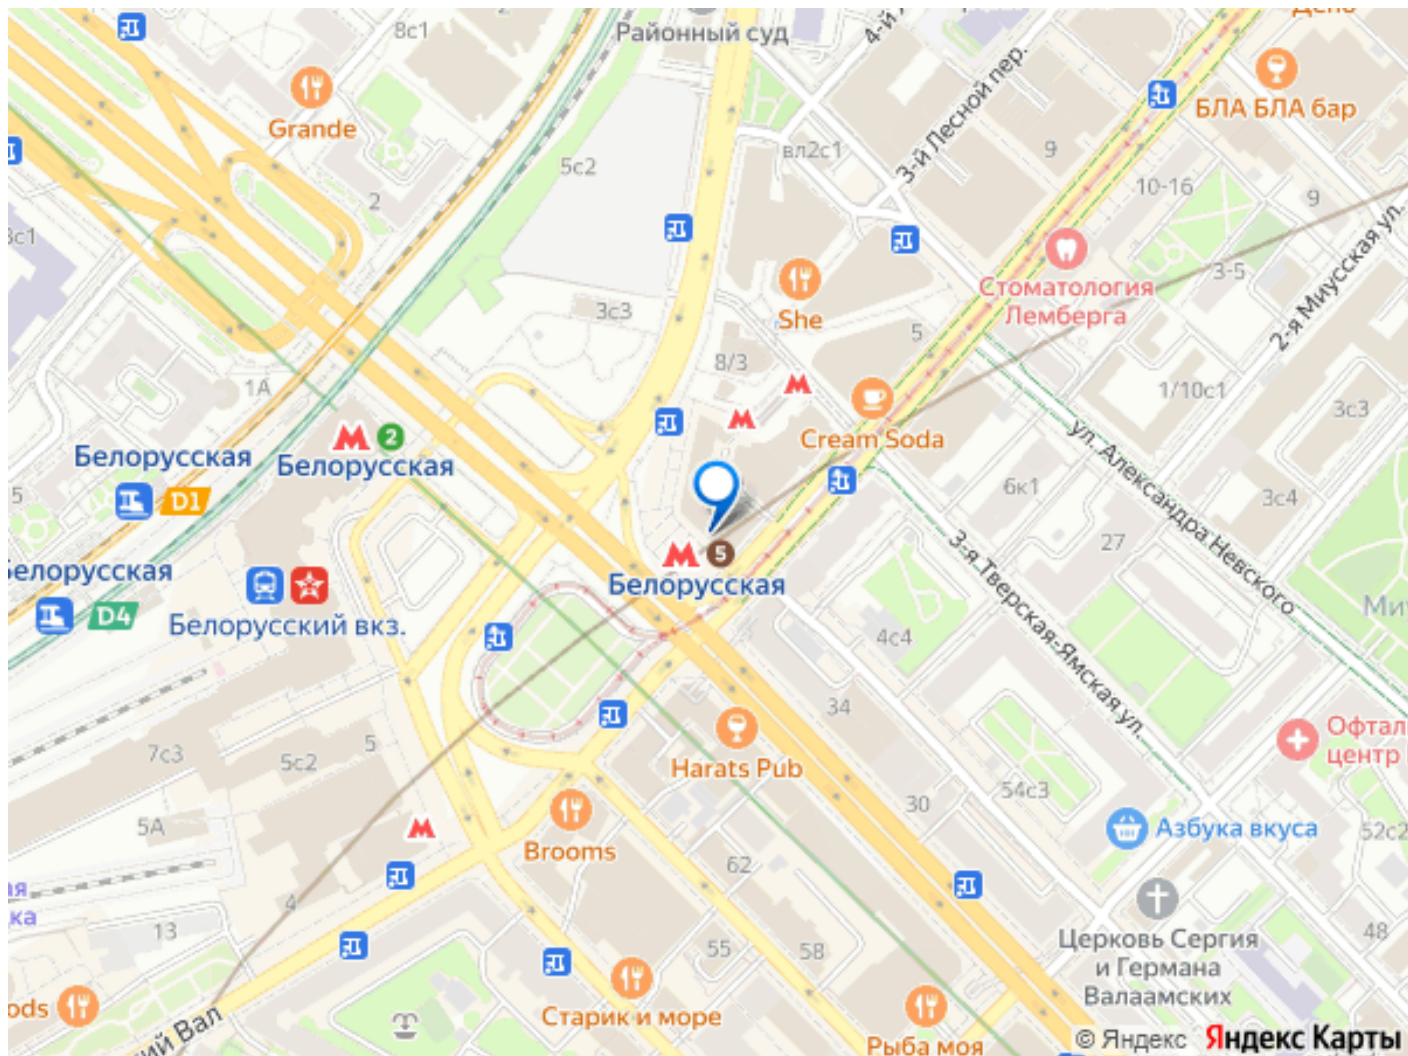 8с1
Районный суд
4-й
3-й Лесной пер.
БЛА БЛА бар
Grande
5с2
вл2с1
9
10-16
9
2
3с1
3-5
2-я Миусская ул.
Стоматология
Лемберга
She
3с3
5
8/3
1А
1/10с1
3с3
Cream Soda
ул. Александра Невского
Белорусская
2
Белорусская
D1
5
6к1
3с4
3-я Тверская-Ямская ул.
27
5
Белорусская
D4
Белорусский вкз.
4с4
34
7с3
5с2
5
Harats Pub
54с3
30
5А
Азбука вкуса
52с2
Brooms
62
4
13
55
58
48
Церковь Сергия
и Германа
Валаамских
Старик и море
Рыба моя
© Яндекс
Яндекс Карты